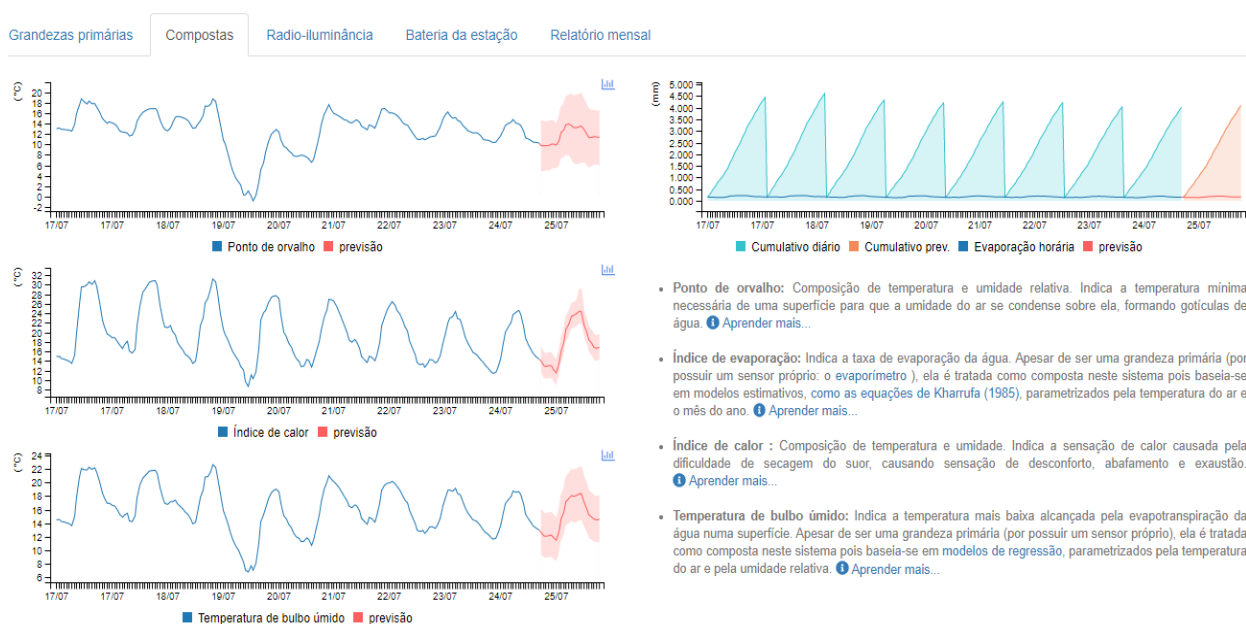 Grandezas primárias Compostas Radio-iluminância Bateria da estação Relatório mensal
(°C)
20
18
16
14
12
10
8
6
4
2
0
-2
17/07 17/07 18/07 19/07 20/07 21/07 22/07 23/07 24/07 25/07
Ponto de orvalho previsão
(°C)
32
30
28
26
24
22
20
18
16
14
12
10
8
17/07 17/07 18/07 19/07 20/07 21/07 22/07 23/07 24/07 25/07
Índice de calor previsão
(°C)
24
22
20
18
16
14
12
10
8
6
17/07 17/07 18/07 19/07 20/07 21/07 22/07 23/07 24/07 25/07
Temperatura de bulbo úmido previsão
(mm)
5.000
4.500
4.000
3.500
3.000
2.500
2.000
1.500
1.000
0.500
0.000
17/07 17/07 18/07 19/07 20/07 21/07 22/07 23/07 24/07 25/07
Cumulativo diário Cumulativo prev. Evaporação horária previsão
• Ponto de orvalho: Composição de temperatura e umidade relativa. Indica a temperatura mínima
necessária de uma superfície para que a umidade do ar se condense sobre ela, formando gotículas de
água. Aprender mais...
• Índice de evaporação: Indica a taxa de evaporação da água. Apesar de ser uma grandeza primária (por
possuir um sensor próprio: o evaporímetro ), ela é tratada como composta neste sistema pois baseia-se
em modelos estimativos, como as equações de Kharrufa (1985), parametrizados pela temperatura do ar e
o mês do ano. Aprender mais...
• Índice de calor : Composição de temperatura e umidade. Indica a sensação de calor causada pela
dificuldade de secagem do suor, causando sensação de desconforto, abafamento e exaustão.
Aprender mais...
• Temperatura de bulbo úmido: Indica a temperatura mais baixa alcançada pela evapotranspiração da
água numa superfície. Apesar de ser uma grandeza primária (por possuir um sensor próprio), ela é tratada
como composta neste sistema pois baseia-se em modelos de regressão, parametrizados pela temperatura
do ar e pela umidade relativa. Aprender mais...